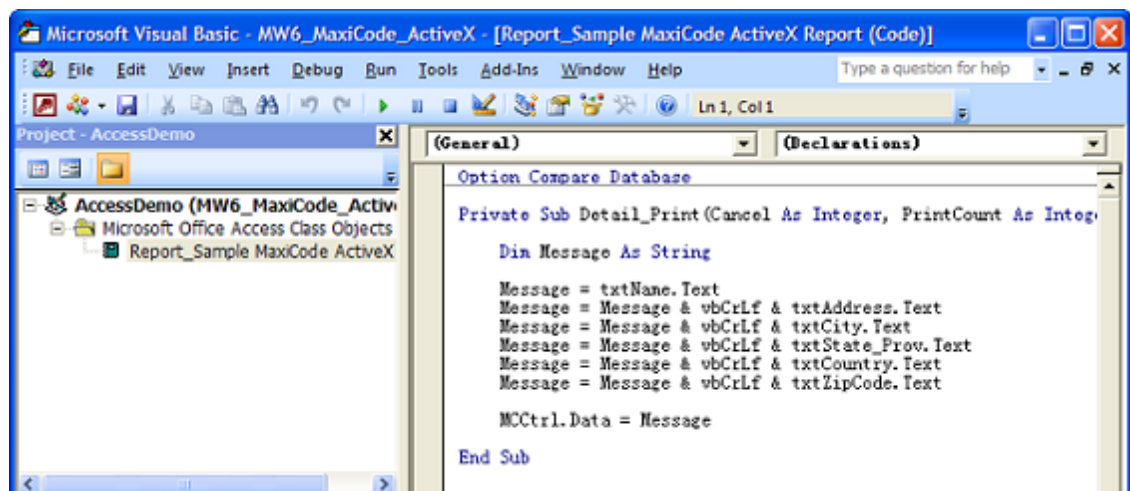 Microsoft Visual Basic - MW6_MaxiCode_ActiveX - [Report_Sample MaxiCode ActiveX Report (Code)]
File Edit View Insert Debug Run Tools Add-Ins Window Help Type a question for help
Ln 1, Col 1
Project - AccessDemo
(General) (Declarations)
AccessDemo (MW6_MaxiCode_Activ
Microsoft Office Access Class Objects
Report_Sample MaxiCode ActiveX
Option Compare Database
Private Sub Detail_Print(Cancel As Integer, PrintCount As Integ
Dim Message As String
Message = txtName.Text
Message = Message & vbCrLf & txtAddress.Text
Message = Message & vbCrLf & txtCity.Text
Message = Message & vbCrLf & txtState_Prov.Text
Message = Message & vbCrLf & txtCountry.Text
Message = Message & vbCrLf & txtZipCode.Text
MCCtrl.Data = Message
End Sub